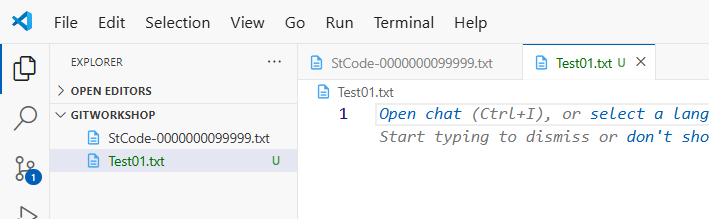 File Edit Selection View Go Run Terminal Help
EXPLORER ...
OPEN EDITORS
GITWORKSHOP
StCode-0000000099999.txt
Test01.txt U
1
StCode-0000000099999.txt Test01.txt U
Test01.txt
1 Open chat (Ctrl+I), or select a lang
Start typing to dismiss or don't sho